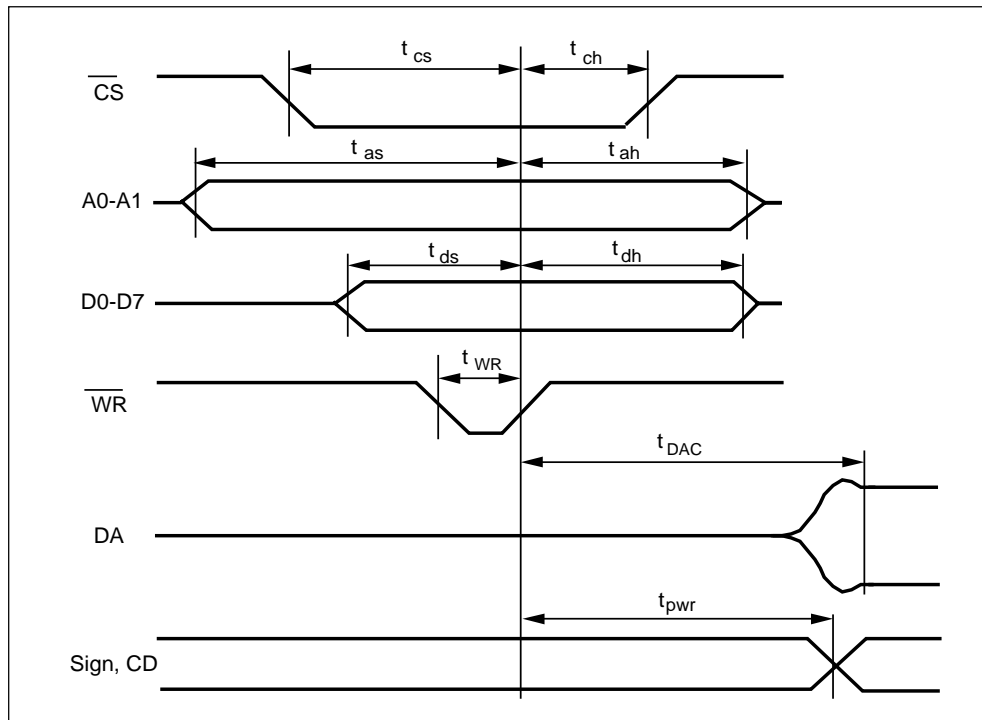 t cs
t ch
CS
t as
t ah
A0-A1
t ds
t dh
D0-D7
t WR
WR
t DAC
DA
t pwr
Sign, CD